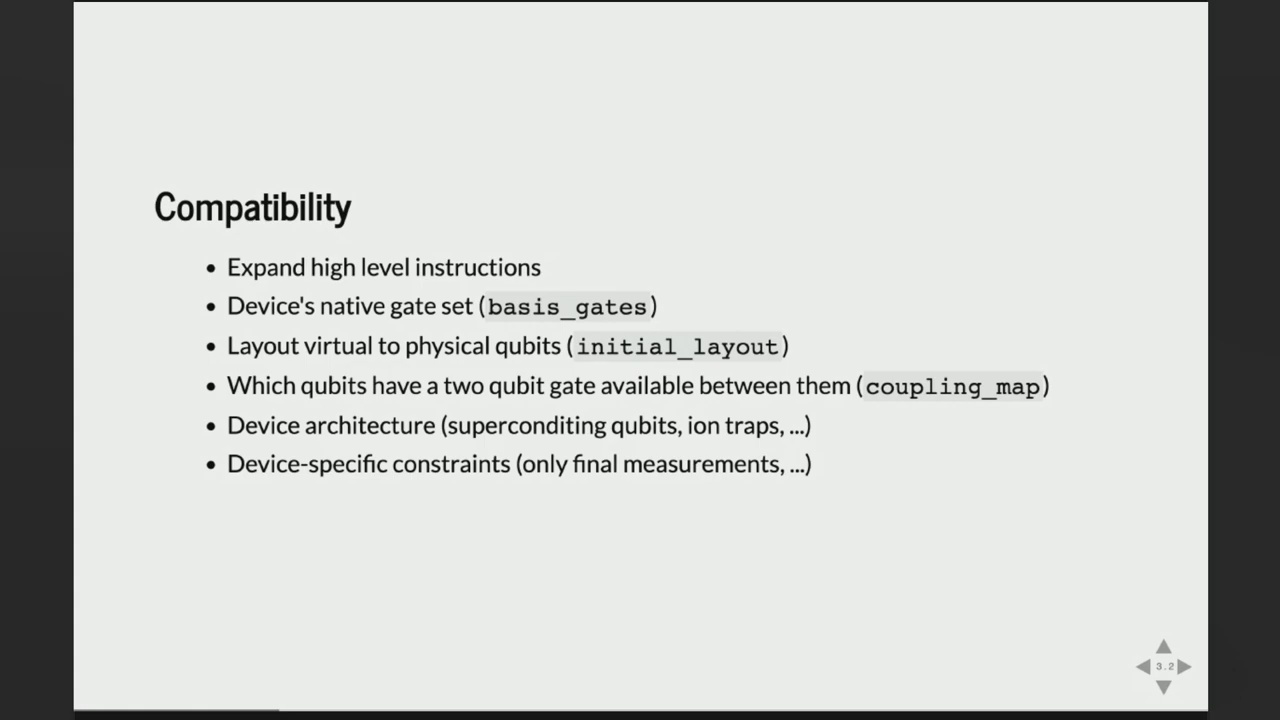 Compatibility
• Expand high level instructions
• Device's native gate set (basis_gates)
• Layout virtual to physical qubits (initial_layout)
• Which qubits have a two qubit gate available between them (coupling_map)
• Device architecture (superconditing qubits, ion traps, ...)
• Device-specific constraints (only final measurements, ...)
3.2